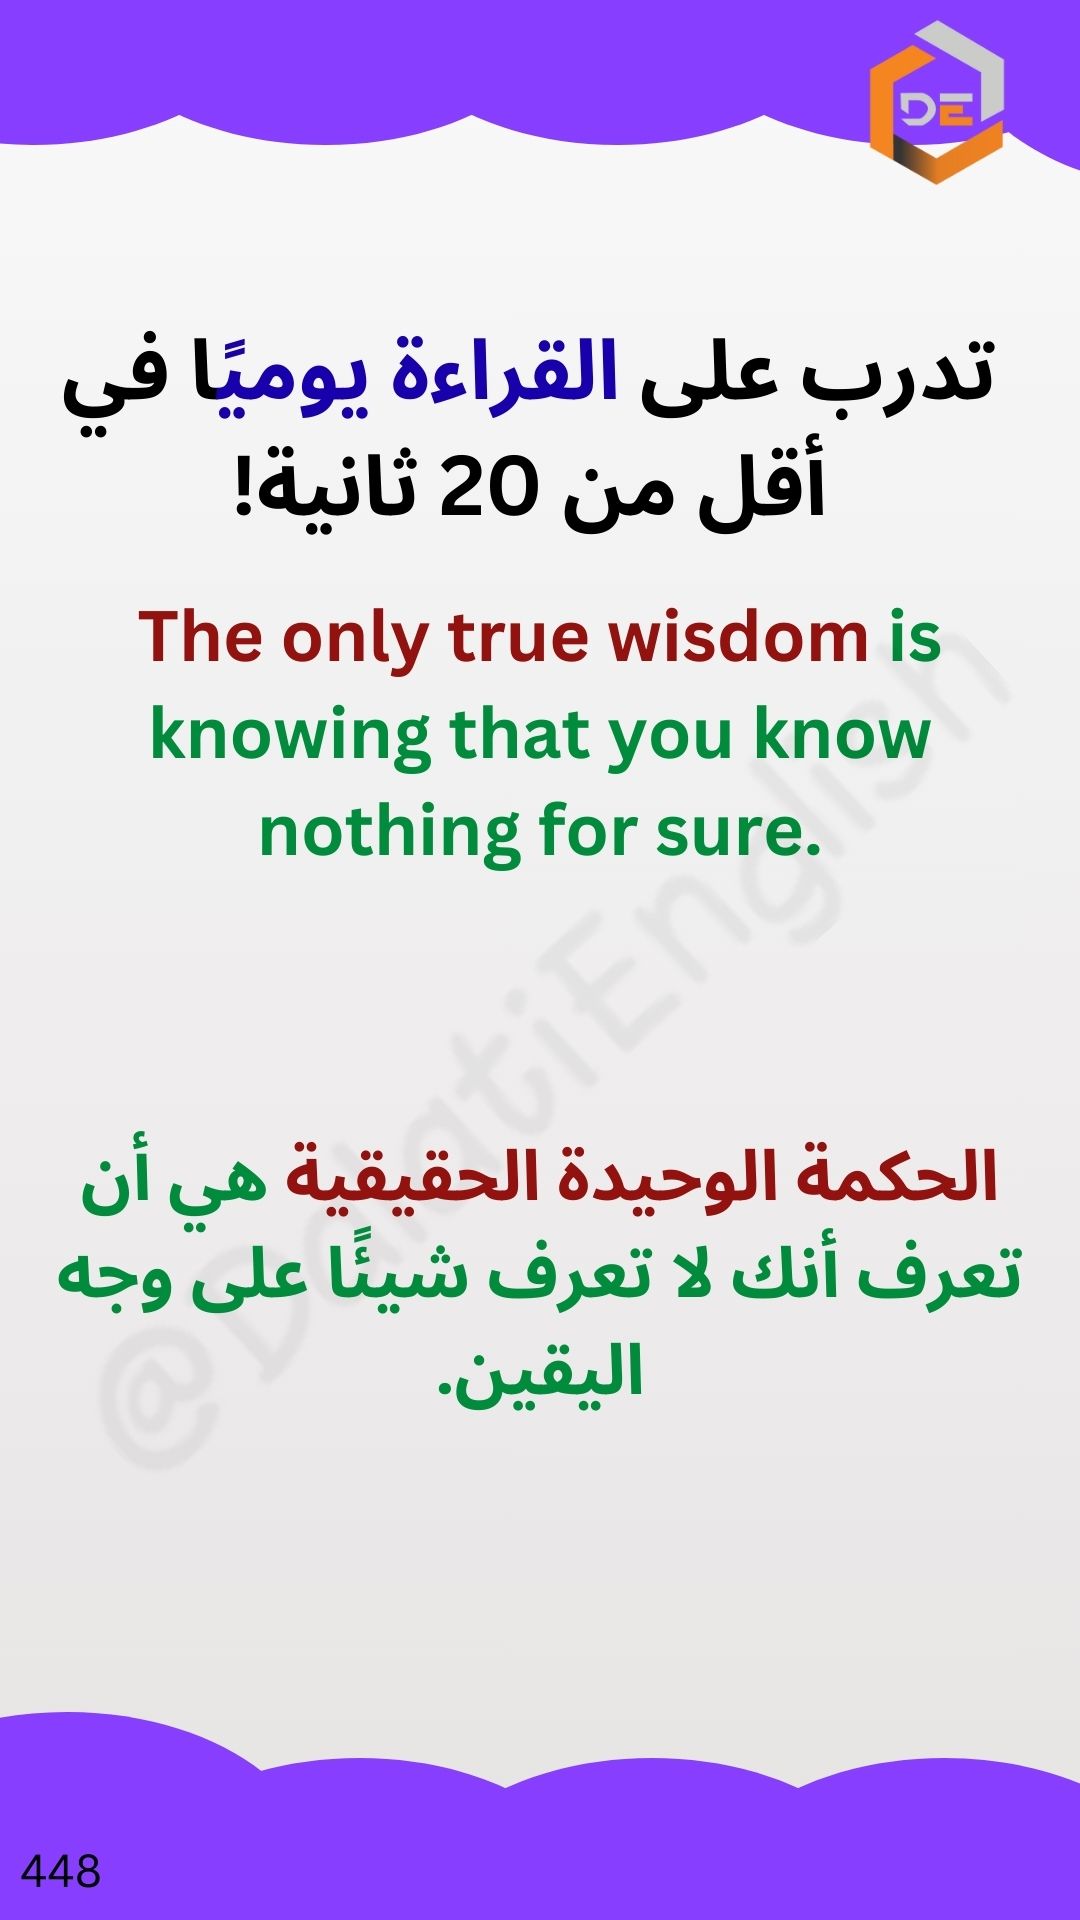 DE
تدرب على القراءة يوميًا في
أقل من 20 ثانية!
The only true wisdom is
knowing that you know
nothing for sure.
@DalatiEnglish
الحكمة الوحيدة الحقيقية هي أن
تعرف أنك لا تعرف شيئًا على وجه
اليقين.
448